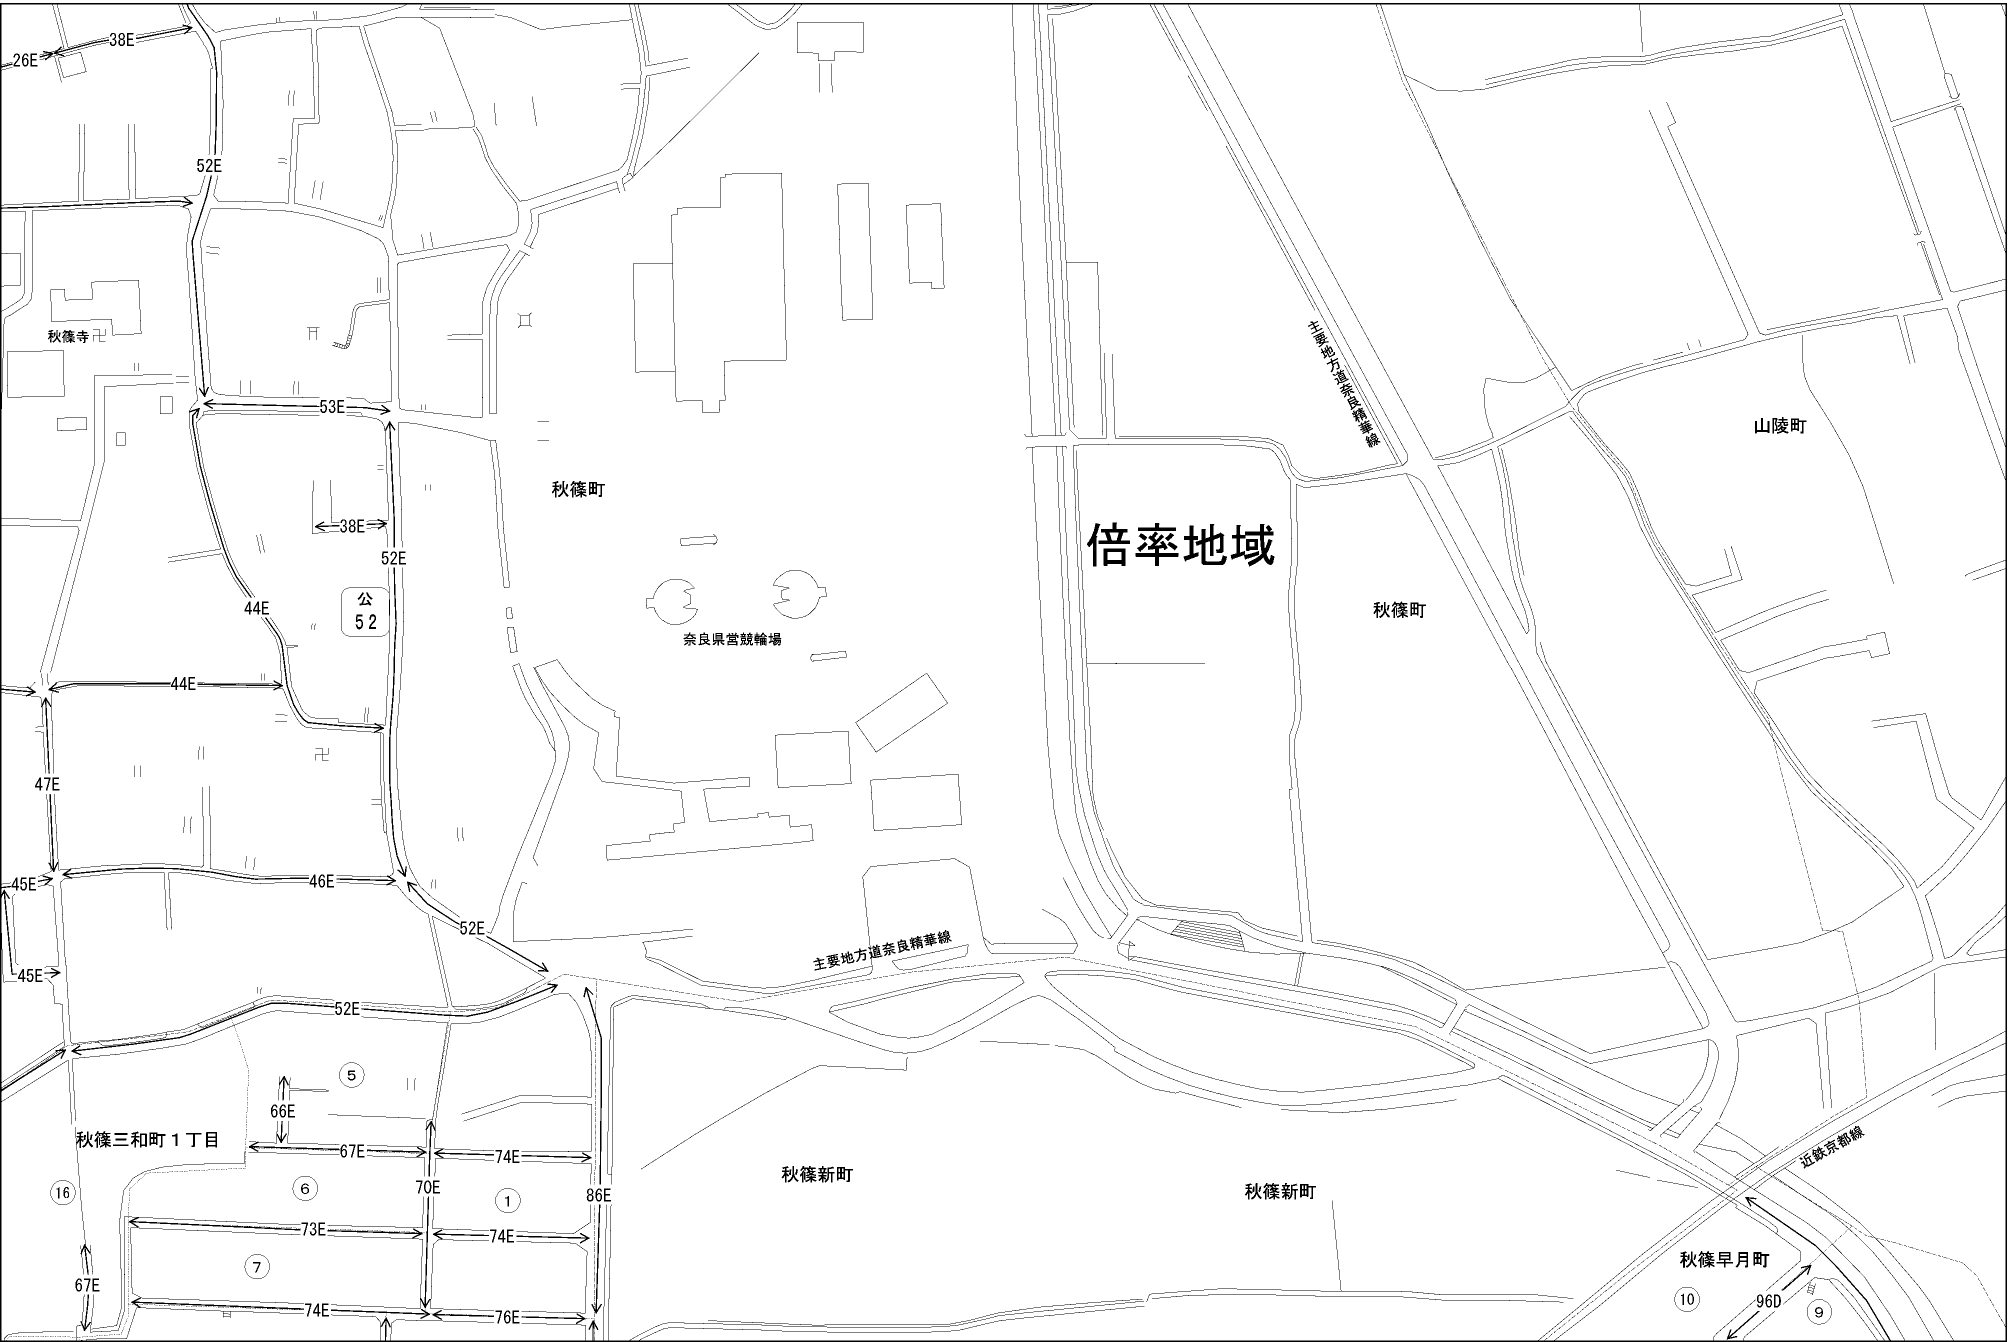 38E
26E
52E
秋篠寺
53E
主要地方道奈良精華線
山陵町
秋篠町
38E
52E
倍率地域
公
52
44E
秋篠町
奈良県営競輪場
44E
47E
45E
46E
52E
主要地方道奈良精華線
45E
52E
5
66E
秋篠三和町1丁目
67E
74E
近鉄京都線
16
6
70E
1
86E
秋篠新町
秋篠新町
73E
74E
7
秋篠早月町
67E
74E
76E
10
96D
9